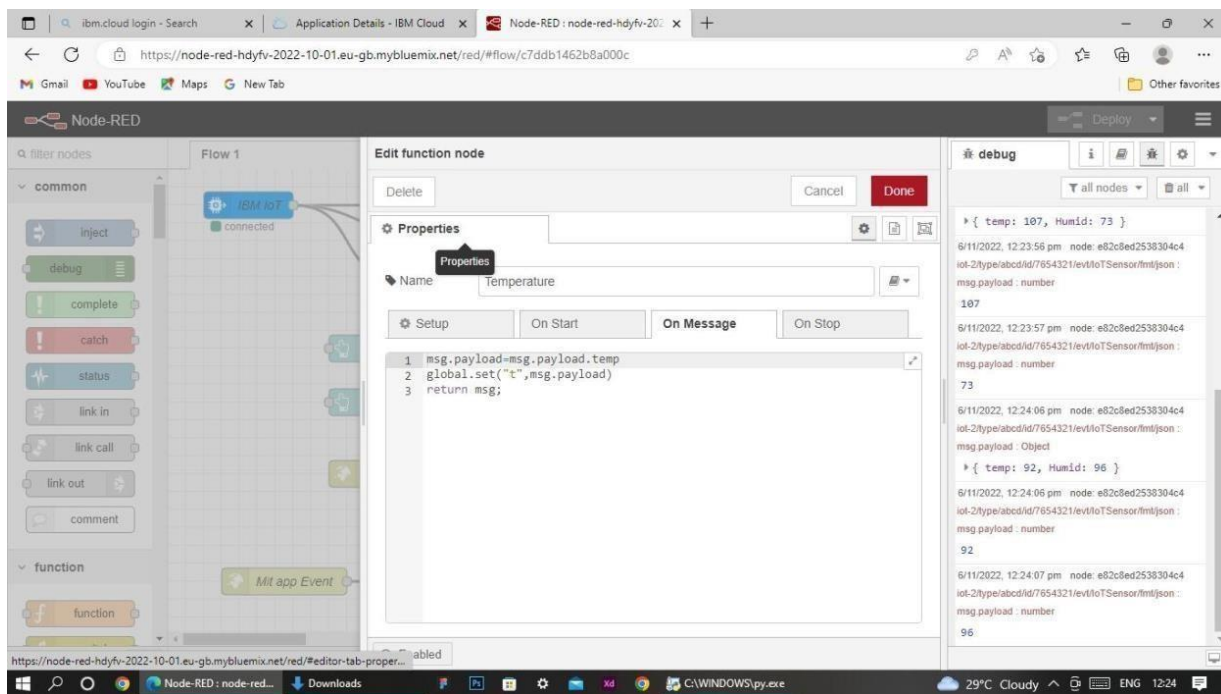 ibm.cloud login - Search
Application Details - IBM Cloud
Node-RED : node-red-hdyfv-202
https://node-red-hdyfv-2022-10-01.eu-gb.mybluemix.net/red/#flow/c7ddb1462b8a000c
Gmail YouTube Maps New Tab Other favorites
Node-RED Deploy
filter nodes
Flow 1
Edit function node
debug
i
common
Delete Cancel Done
all nodes all
IBM IoT
connected
inject
debug
complete
catch
status
link in
link call
link out
comment
function
function
Mit app Event
Properties
Properties
Name Temperature
Setup On Start On Message On Stop
1 msg.payload=msg.payload.temp
2 global.set("t",msg.payload)
3 return msg;
{ temp: 107, Humid: 73 }
6/11/2022, 12:23:56 pm node: e82c8ed2538304c4
iot-2/type/abcd/id/7654321/evt/IoTSensor/fmt/json :
msg.payload : number
107
6/11/2022, 12:23:57 pm node: e82c8ed2538304c4
iot-2/type/abcd/id/7654321/evt/IoTSensor/fmt/json :
msg.payload : number
73
6/11/2022, 12:24:06 pm node: e82c8ed2538304c4
iot-2/type/abcd/id/7654321/evt/IoTSensor/fmt/json :
msg.payload : Object
{ temp: 92, Humid: 96 }
6/11/2022, 12:24:06 pm node: e82c8ed2538304c4
iot-2/type/abcd/id/7654321/evt/IoTSensor/fmt/json :
msg.payload : number
92
6/11/2022, 12:24:07 pm node: e82c8ed2538304c4
iot-2/type/abcd/id/7654321/evt/IoTSensor/fmt/json :
msg.payload : number
96
https://node-red-hdyfv-2022-10-01.eu-gb.mybluemix.net/red/#editor-tab-proper...
Node-RED : node-red... Downloads Ps Xd C:\WINDOWS\py.exe 29°C Cloudy ENG 12:24